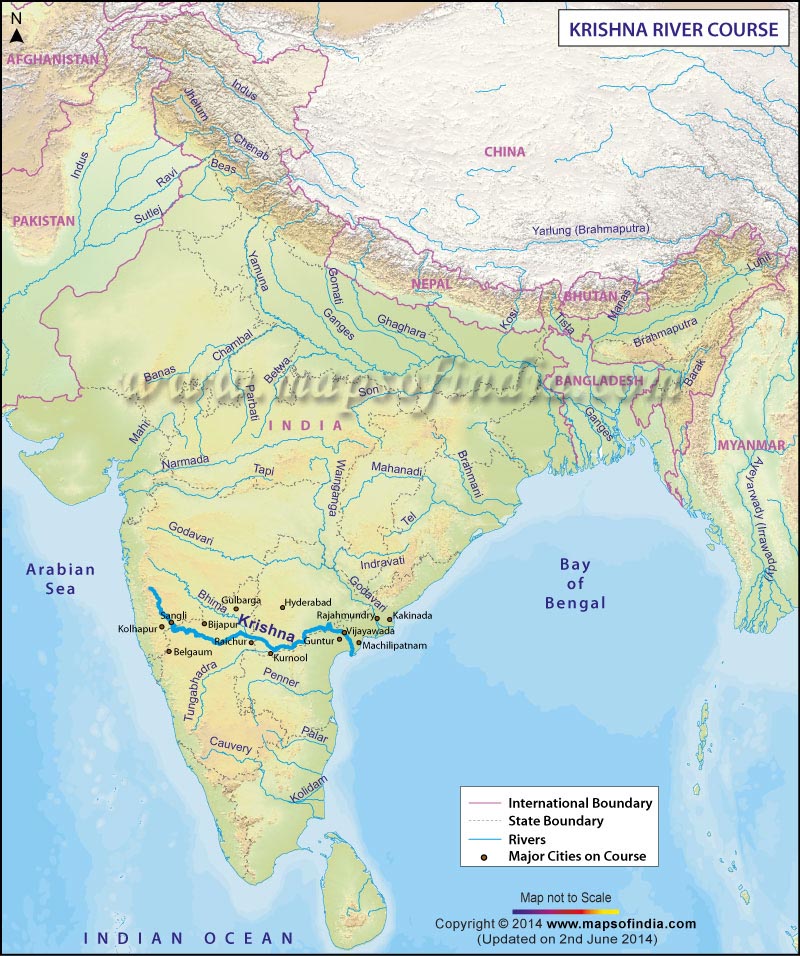 N
KRISHNA RIVER COURSE
AFGHANISTAN
Indus
Jhelum
Chenab
CHINA
Indus
Beas
Ravi
Sutlej
PAKISTAN
Yarlung (Brahmaputra)
Yamuna
Gomati
NEPAL
Ganges
Ghaghara
Kosi
BHUTAN
Tista
Manas
Luhit
Brahmaputra
Chambal
Banas
Betwa
www.mapsofindia.com
Son
Parbati
BANGLADESH
Barak
INDIA
Mahi
Ganges
MYANMAR
Narmada
Tapi
Wainganga
Mahanadi
Brahmani
Ayeyarwady (Irrawaddy)
Tel
Godavari
Indravati
Arabian
Sea
Bay
of
Bengal
Godavari
Bhima
Gulbarga
Hyderabad
Rajahmundry
Kakinada
Sangli
Kolhapur
Bijapur
Krishna
Vijayawada
Raichur
Guntur
Machilipatnam
Belgaum
Kurnool
Tungabhadra
Penner
Palar
Cauvery
Kolidam
International Boundary
State Boundary
Rivers
Major Cities on Course
Map not to Scale
Copyright © 2014 www.mapsofindia.com
(Updated on 2nd June 2014)
INDIAN OCEAN